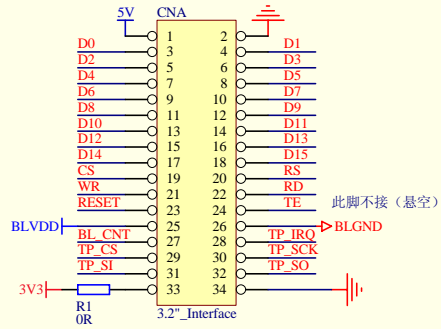 5V CNA
1 2
D0 3 4 D1
D2 5 6 D3
D4 7 8 D5
D6 9 10 D7
D8 11 12 D9
D10 13 14 D11
D12 15 16 D13
D14 17 18 D15
CS 19 20 RS
WR 21 22 RD
RESET 23 24 TE 此脚不接（悬空）
BLVDD 25 26 BLGND
BL_CNT 27 28 TP_IRQ
TP_CS 29 30 TP_SCK
TP_SI 31 32 TP_SO
3V3 33 34
R1
0R
3.2"_Interface